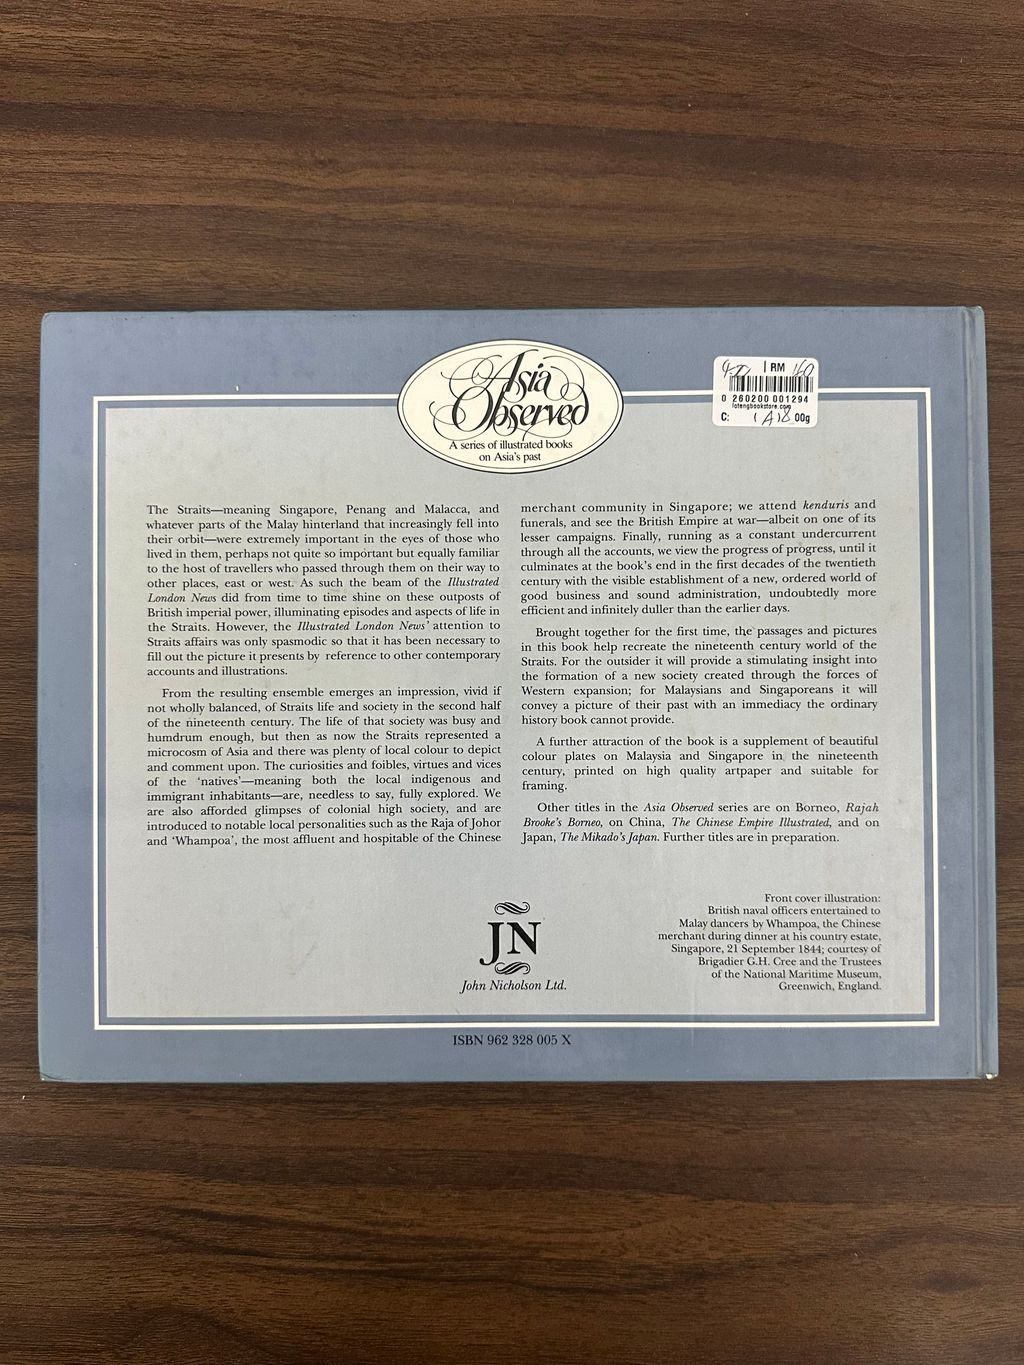 Asia
Observed
A series of illustrated books
on Asia's past
RM 160
0 260200 001294
lotengbookstore.com
C: 1 A18 00g
The Straits—meaning Singapore, Penang and Malacca, and
whatever parts of the Malay hinterland that increasingly fell into
their orbit—were extremely important in the eyes of those who
lived in them, perhaps not quite so important but equally familiar
to the host of travellers who passed through them on their way to
other places, east or west. As such the beam of the Illustrated
London News did from time to time shine on these outposts of
British imperial power, illuminating episodes and aspects of life in
the Straits. However, the Illustrated London News' attention to
Straits affairs was only spasmodic so that it has been necessary to
fill out the picture it presents by reference to other contemporary
accounts and illustrations.
From the resulting ensemble emerges an impression, vivid if
not wholly balanced, of Straits life and society in the second half
of the nineteenth century. The life of that society was busy and
humdrum enough, but then as now the Straits represented a
microcosm of Asia and there was plenty of local colour to depict
and comment upon. The curiosities and foibles, virtues and vices
of the 'natives'—meaning both the local indigenous and
immigrant inhabitants—are, needless to say, fully explored. We
are also afforded glimpses of colonial high society, and are
introduced to notable local personalities such as the Raja of Johor
and 'Whampoa', the most affluent and hospitable of the Chinese
merchant community in Singapore; we attend kenduris and
funerals, and see the British Empire at war—albeit on one of its
lesser campaigns. Finally, running as a constant undercurrent
through all the accounts, we view the progress of progress, until it
culminates at the book's end in the first decades of the twentieth
century with the visible establishment of a new, ordered world of
good business and sound administration, undoubtedly more
efficient and infinitely duller than the earlier days.
Brought together for the first time, the passages and pictures
in this book help recreate the nineteenth century world of the
Straits. For the outsider it will provide a stimulating insight into
the formation of a new society created through the forces of
Western expansion; for Malaysians and Singaporeans it will
convey a picture of their past with an immediacy the ordinary
history book cannot provide.
A further attraction of the book is a supplement of beautiful
colour plates on Malaysia and Singapore in the nineteenth
century, printed on high quality artpaper and suitable for
framing.
Other titles in the Asia Observed series are on Borneo, Rajah
Brooke's Borneo, on China, The Chinese Empire Illustrated, and on
Japan, The Mikado's Japan. Further titles are in preparation.
JN
John Nicholson Ltd.
Front cover illustration:
British naval officers entertained to
Malay dancers by Whampoa, the Chinese
merchant during dinner at his country estate,
Singapore, 21 September 1844; courtesy of
Brigadier G.H. Cree and the Trustees
of the National Maritime Museum,
Greenwich, England.
ISBN 962 328 005 X